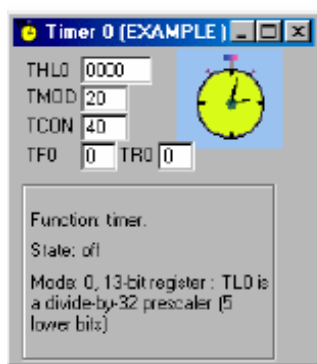 Timer 0 (EXAMPLE )
THL0 0000
TMOD 20
TCON 40
TF0 0 TR0 0
Function: timer.
State: off
Mode: 0, 13-bit register : TL0 is
a divide-by-32 prescaler (5
lower bits)